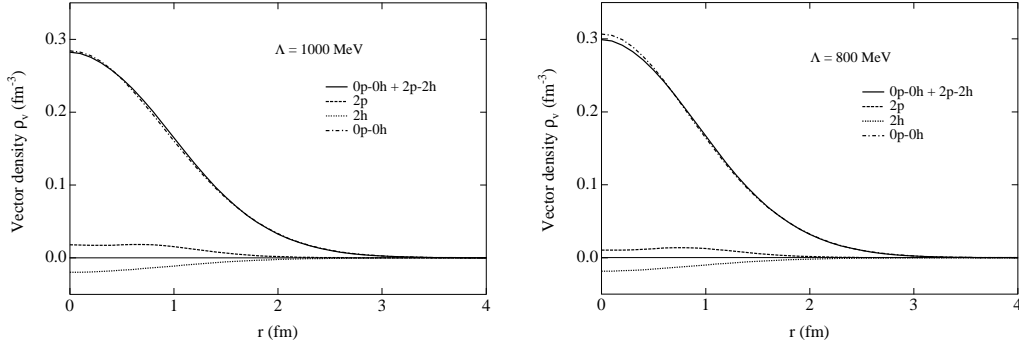 0.3
0.2
0.1
0.0
Vector density ρv (fm-3)
Λ = 1000 MeV
0p-0h + 2p-2h
2p
2h
0p-0h
0 1 2 3 4
r (fm)
0.3
0.2
0.1
0.0
Vector density ρv (fm-3)
Λ = 800 MeV
0p-0h + 2p-2h
2p
2h
0p-0h
0 1 2 3 4
r (fm)